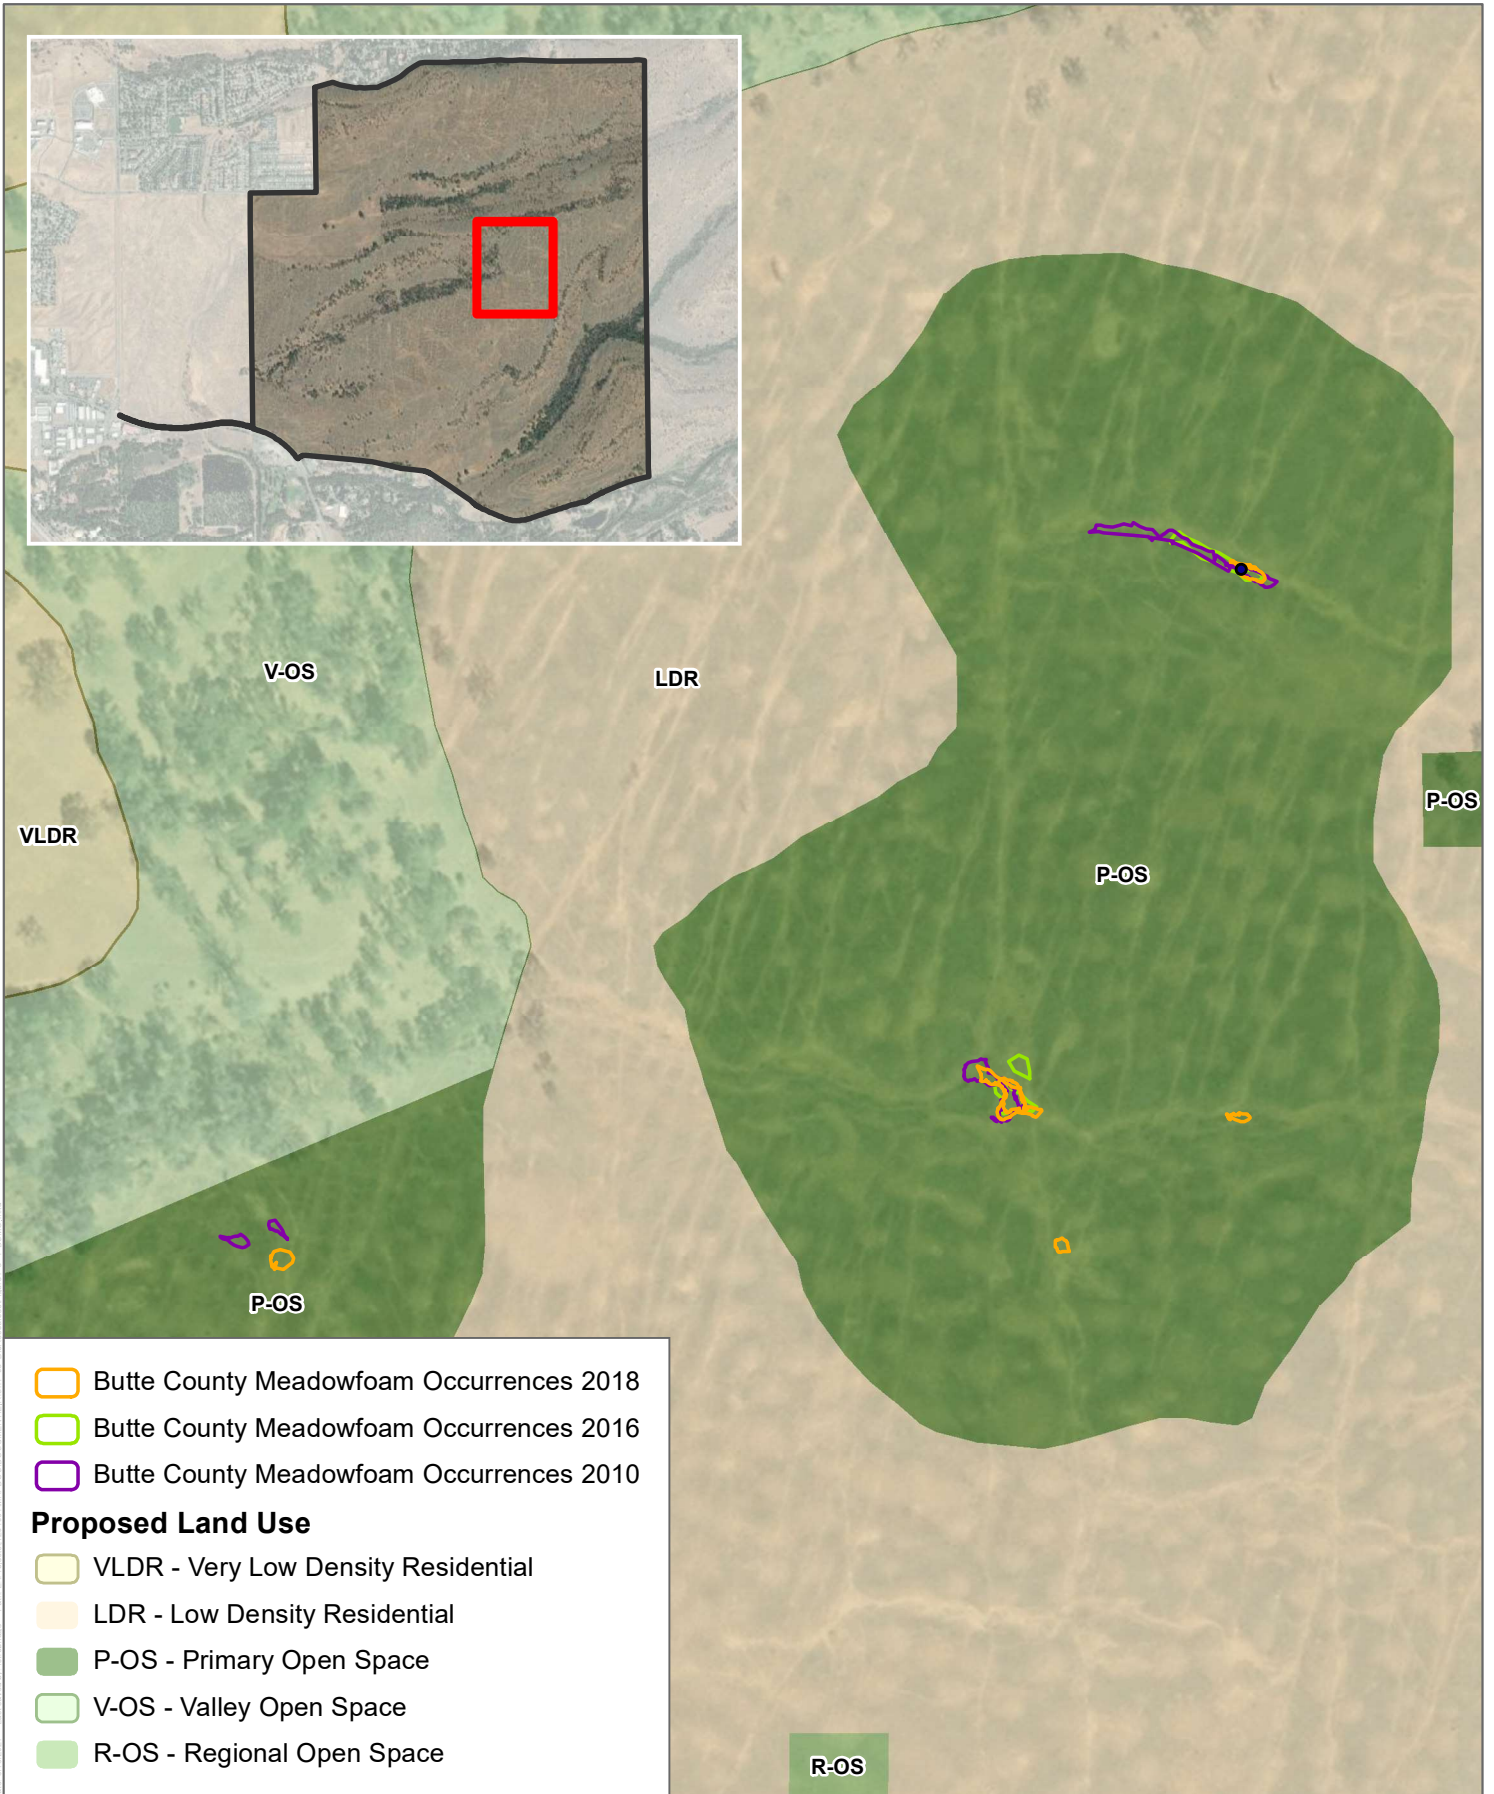 V-OS
LDR
VLDR
P-OS
P-OS
P-OS
Butte County Meadowfoam Occurrences 2018
Butte County Meadowfoam Occurrences 2016
Butte County Meadowfoam Occurrences 2010
Proposed Land Use
VLDR - Very Low Density Residential
LDR - Low Density Residential
P-OS - Primary Open Space
V-OS - Valley Open Space
R-OS - Regional Open Space
R-OS